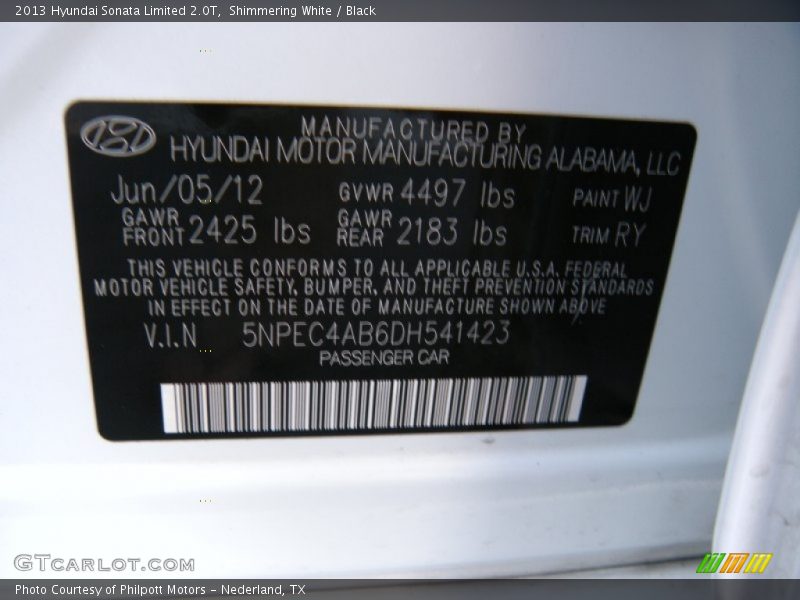 2013 Hyundai Sonata Limited 2.0T, Shimmering White / Black
MANUFACTURED BY
HYUNDAI MOTOR MANUFACTURING ALABAMA, LLC
Jun/05/12 GVWR 4497 lbs PAINT WJ
GAWR FRONT 2425 lbs GAWR REAR 2183 lbs TRIM RY
THIS VEHICLE CONFORMS TO ALL APPLICABLE U.S.A. FEDERAL
MOTOR VEHICLE SAFETY, BUMPER, AND THEFT PREVENTION STANDARDS
IN EFFECT ON THE DATE OF MANUFACTURE SHOWN ABOVE
V.I.N 5NPEC4AB6DH541423
PASSENGER CAR
GTCARLOT.COM
Photo Courtesy of Philpott Motors - Nederland, TX